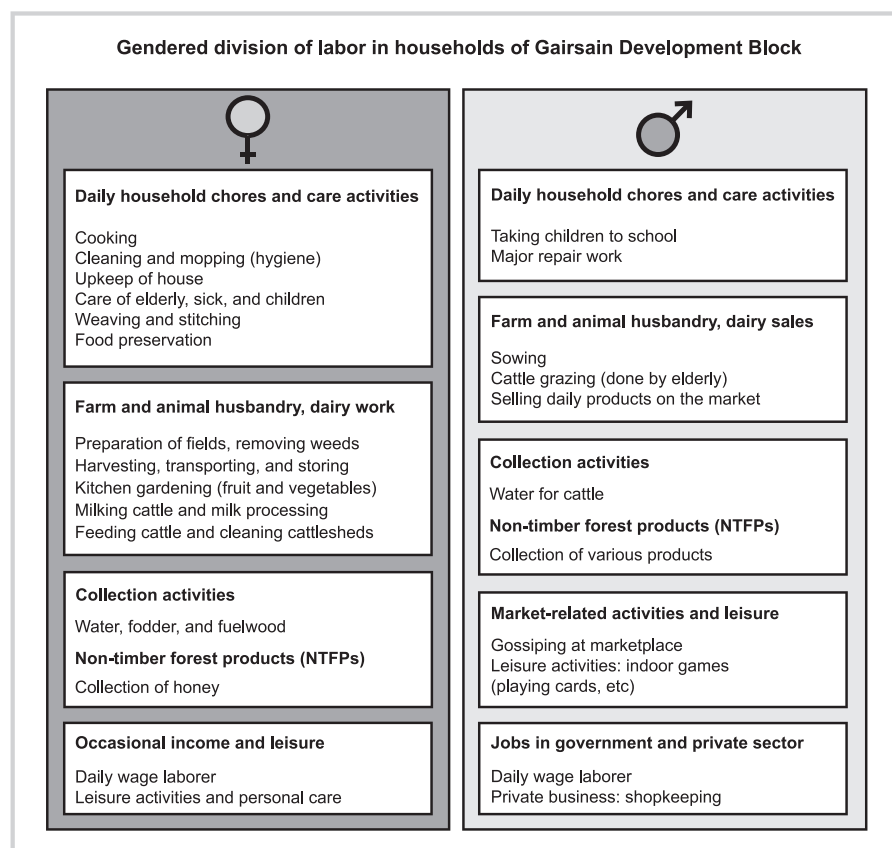 Gendered division of labor in households of Gairsain Development Block
Daily household chores and care activities
Cooking
Cleaning and mopping (hygiene)
Upkeep of house
Care of elderly, sick, and children
Weaving and stitching
Food preservation
Farm and animal husbandry, dairy work
Preparation of fields, removing weeds
Harvesting, transporting, and storing
Kitchen gardening (fruit and vegetables)
Milking cattle and milk processing
Feeding cattle and cleaning cattlesheds
Collection activities
Water, fodder, and fuelwood
Non-timber forest products (NTFPs)
Collection of honey
Occasional income and leisure
Daily wage laborer
Leisure activities and personal care
Daily household chores and care activities
Taking children to school
Major repair work
Farm and animal husbandry, dairy sales
Sowing
Cattle grazing (done by elderly)
Selling daily products on the market
Collection activities
Water for cattle
Non-timber forest products (NTFPs)
Collection of various products
Market-related activities and leisure
Gossiping at marketplace
Leisure activities: indoor games
(playing cards, etc)
Jobs in government and private sector
Daily wage laborer
Private business: shopkeeping